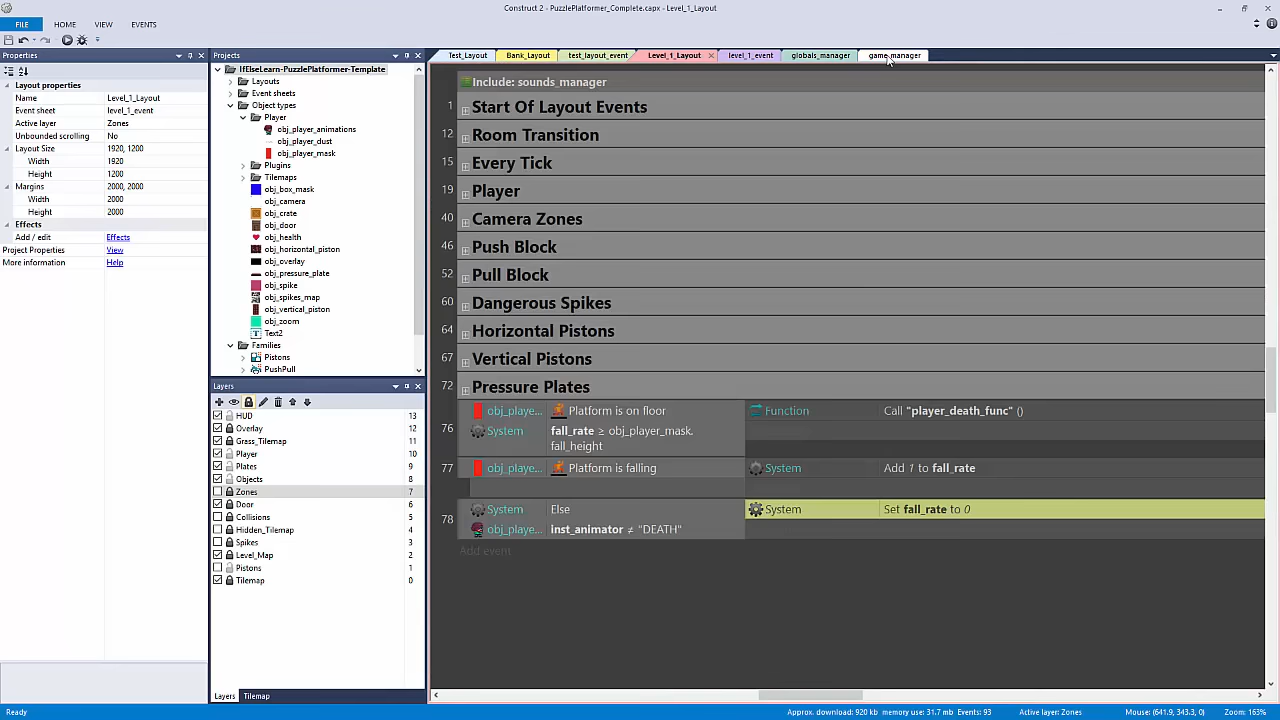 Construct 2 - PuzzlePlatformer_Complete.capx - Level_1_Layout
FILE HOME VIEW EVENTS
Properties
Layout properties
Name Level_1_Layout
Event sheet level_1_event
Active layer Zones
Unbounded scrolling No
Layout Size 1920, 1200
Width 1920
Height 1200
Margins 2000, 2000
Width 2000
Height 2000
Effects
Add / edit Effects
Project Properties View
More information Help
Projects
IfElseLearn-PuzzlePlatformer-Template
Layouts
Event sheets
Object types
Player
obj_player_animations
obj_player_dust
obj_player_mask
Plugins
Tilemaps
obj_box_mask
obj_camera
obj_crate
obj_door
obj_health
obj_horizontal_piston
obj_overlay
obj_pressure_plate
obj_spike
obj_spikes_map
obj_vertical_piston
obj_zoom
Text2
Families
Pistons
PushPull
Layers
HUD 13
Overlay 12
Grass_Tilemap 11
Player 10
Plates 9
Objects 8
Zones 7
Door 6
Collisions 5
Hidden_Tilemap 4
Spikes 3
Level_Map 2
Pistons 1
Tilemap 0
Layers Tilemap
Test_Layout Bank_Layout test_layout_event Level_1_Layout level_1_event globals_manager game_manager
Include: sounds_manager
1 Start Of Layout Events
12 Room Transition
15 Every Tick
19 Player
40 Camera Zones
46 Push Block
52 Pull Block
60 Dangerous Spikes
64 Horizontal Pistons
67 Vertical Pistons
72 Pressure Plates
76 obj_playe... Platform is on floor Function Call "player_death_func" ()
System fall_rate ≥ obj_player_mask.
fall_height
77 obj_playe... Platform is falling System Add 1 to fall_rate
78 System Else System Set fall_rate to 0
obj_playe... inst_animator ≠ "DEATH"
Add event
Ready Approx. download: 920 kb memory use: 31.7 mb Events: 93 Active layer: Zones Mouse: (641.9, 343.3, 0) Zoom: 163%